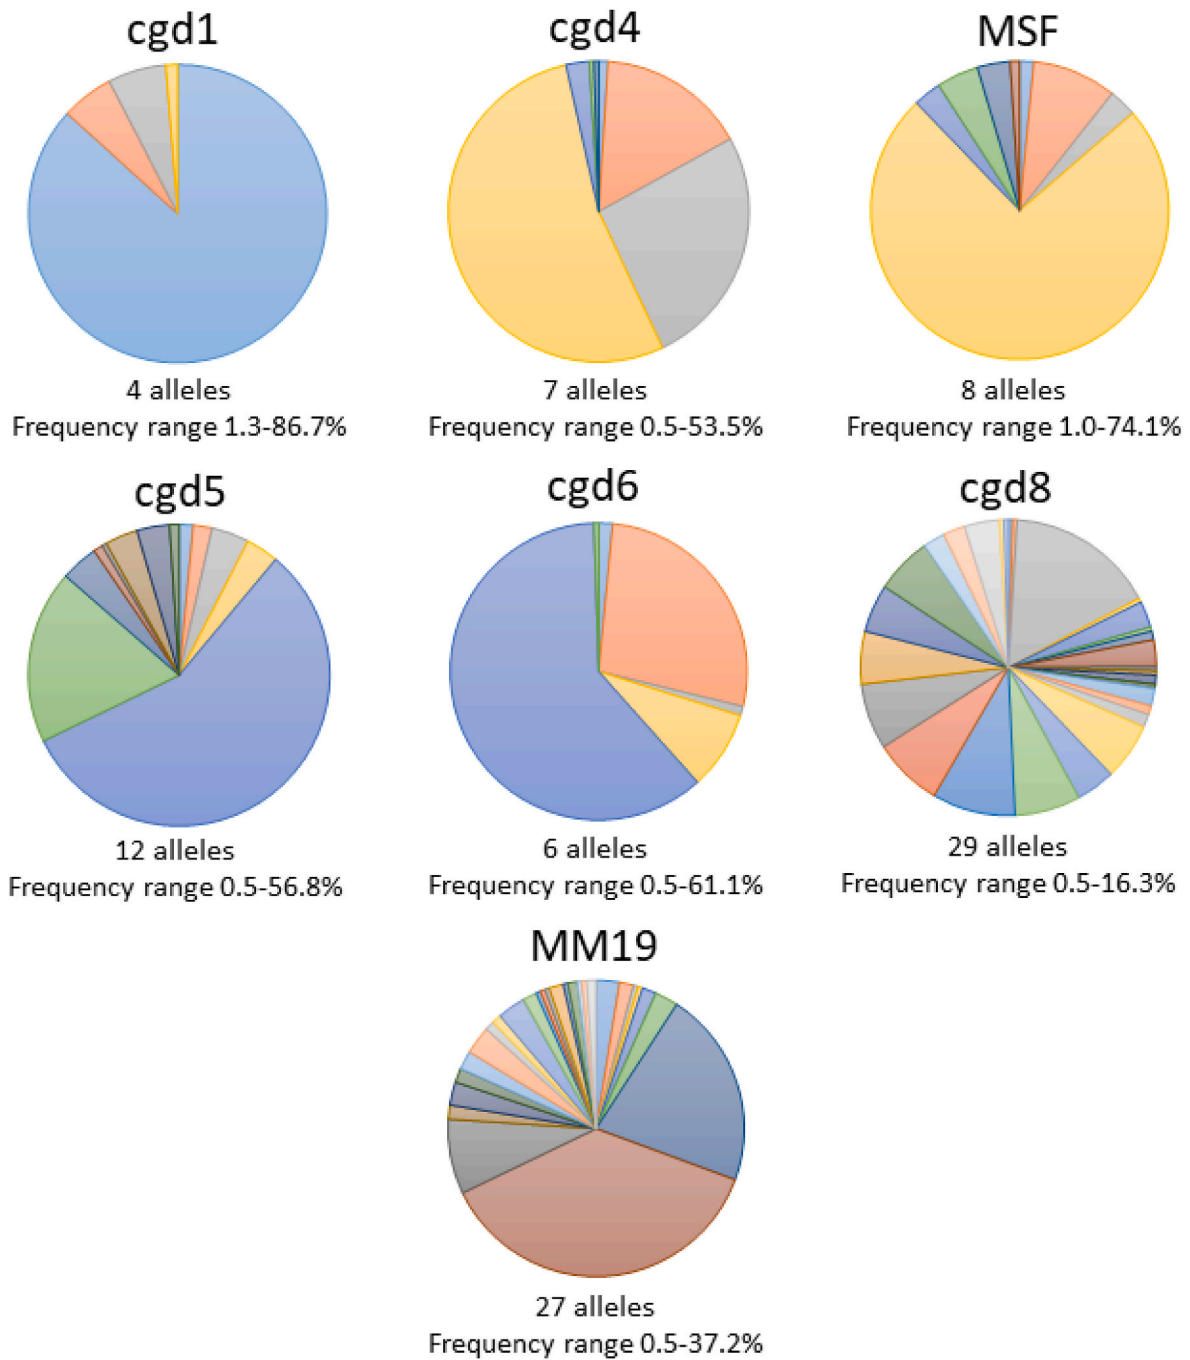 cgd1
cgd4
MSF
4 alleles
Frequency range 1.3-86.7%
7 alleles
Frequency range 0.5-53.5%
8 alleles
Frequency range 1.0-74.1%
cgd5
cgd6
cgd8
12 alleles
Frequency range 0.5-56.8%
6 alleles
Frequency range 0.5-61.1%
29 alleles
Frequency range 0.5-16.3%
MM19
27 alleles
Frequency range 0.5-37.2%